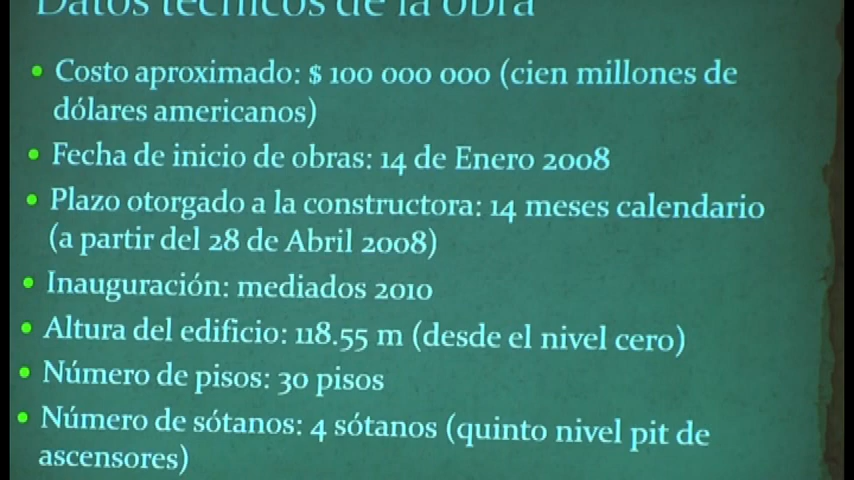 Datos técnicos de la obra
Costo aproximado: $ 100 000 000 (cien millones de
dólares americanos)
Fecha de inicio de obras: 14 de Enero 2008
Plazo otorgado a la constructora: 14 meses calendario
(a partir del 28 de Abril 2008)
Inauguración: mediados 2010
Altura del edificio: 118.55 m (desde el nivel cero)
Número de pisos: 30 pisos
Número de sótanos: 4 sótanos (quinto nivel pit de
ascensores)